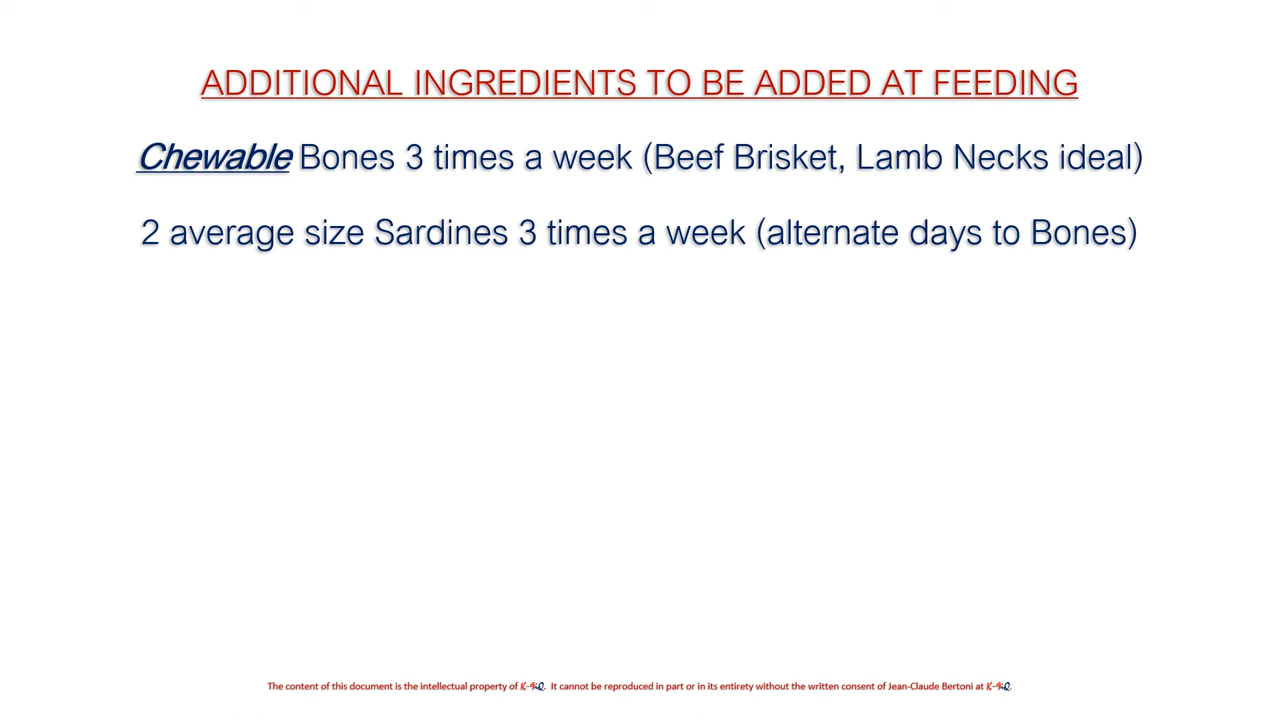 ADDITIONAL INGREDIENTS TO BE ADDED AT FEEDING
Chewable Bones 3 times a week (Beef Brisket, Lamb Necks ideal)
2 average size Sardines 3 times a week (alternate days to Bones)
The content of this document is the intellectual property of K-9iQ. It cannot be reproduced in part or in its entirety without the written consent of Jean-Claude Bertoni at K-9iQ.